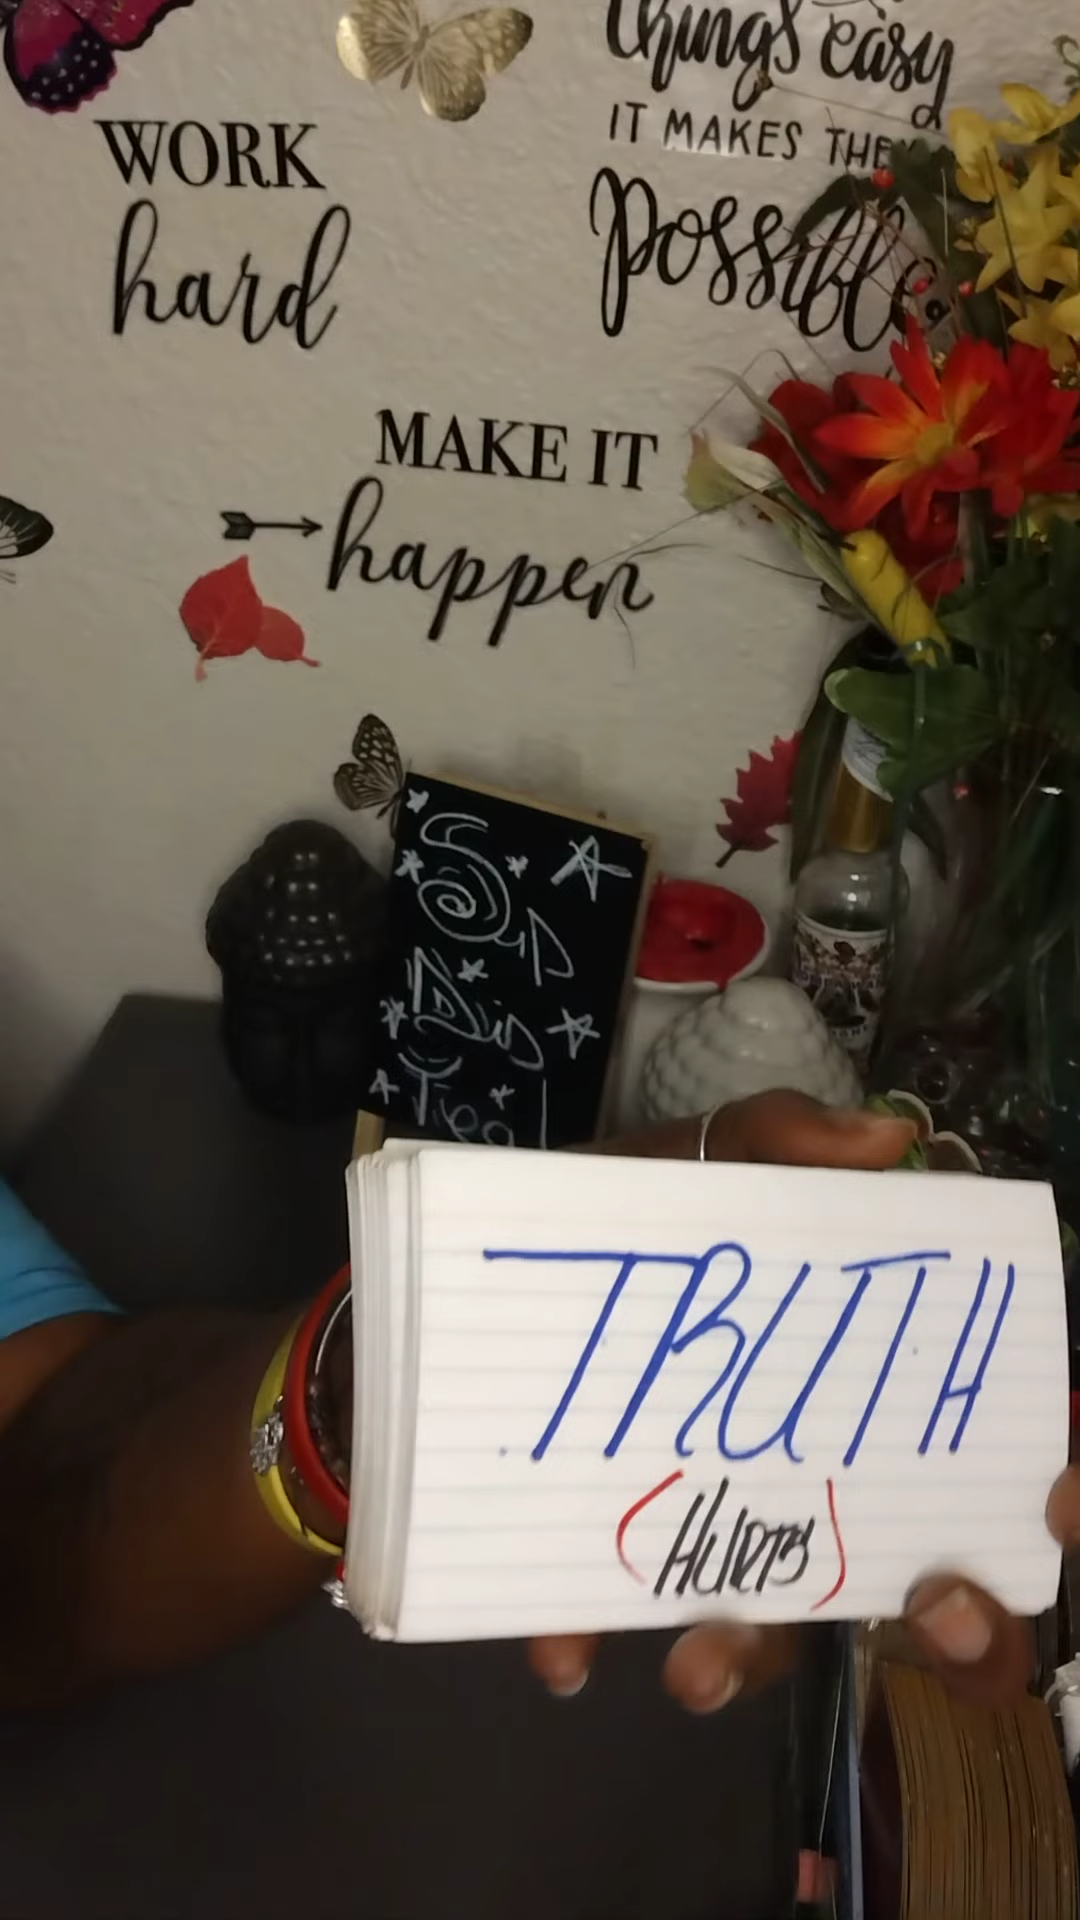 things easy
IT MAKES THE
possible.
WORK
hard
MAKE IT
happen
TRUTH
(HURTS)